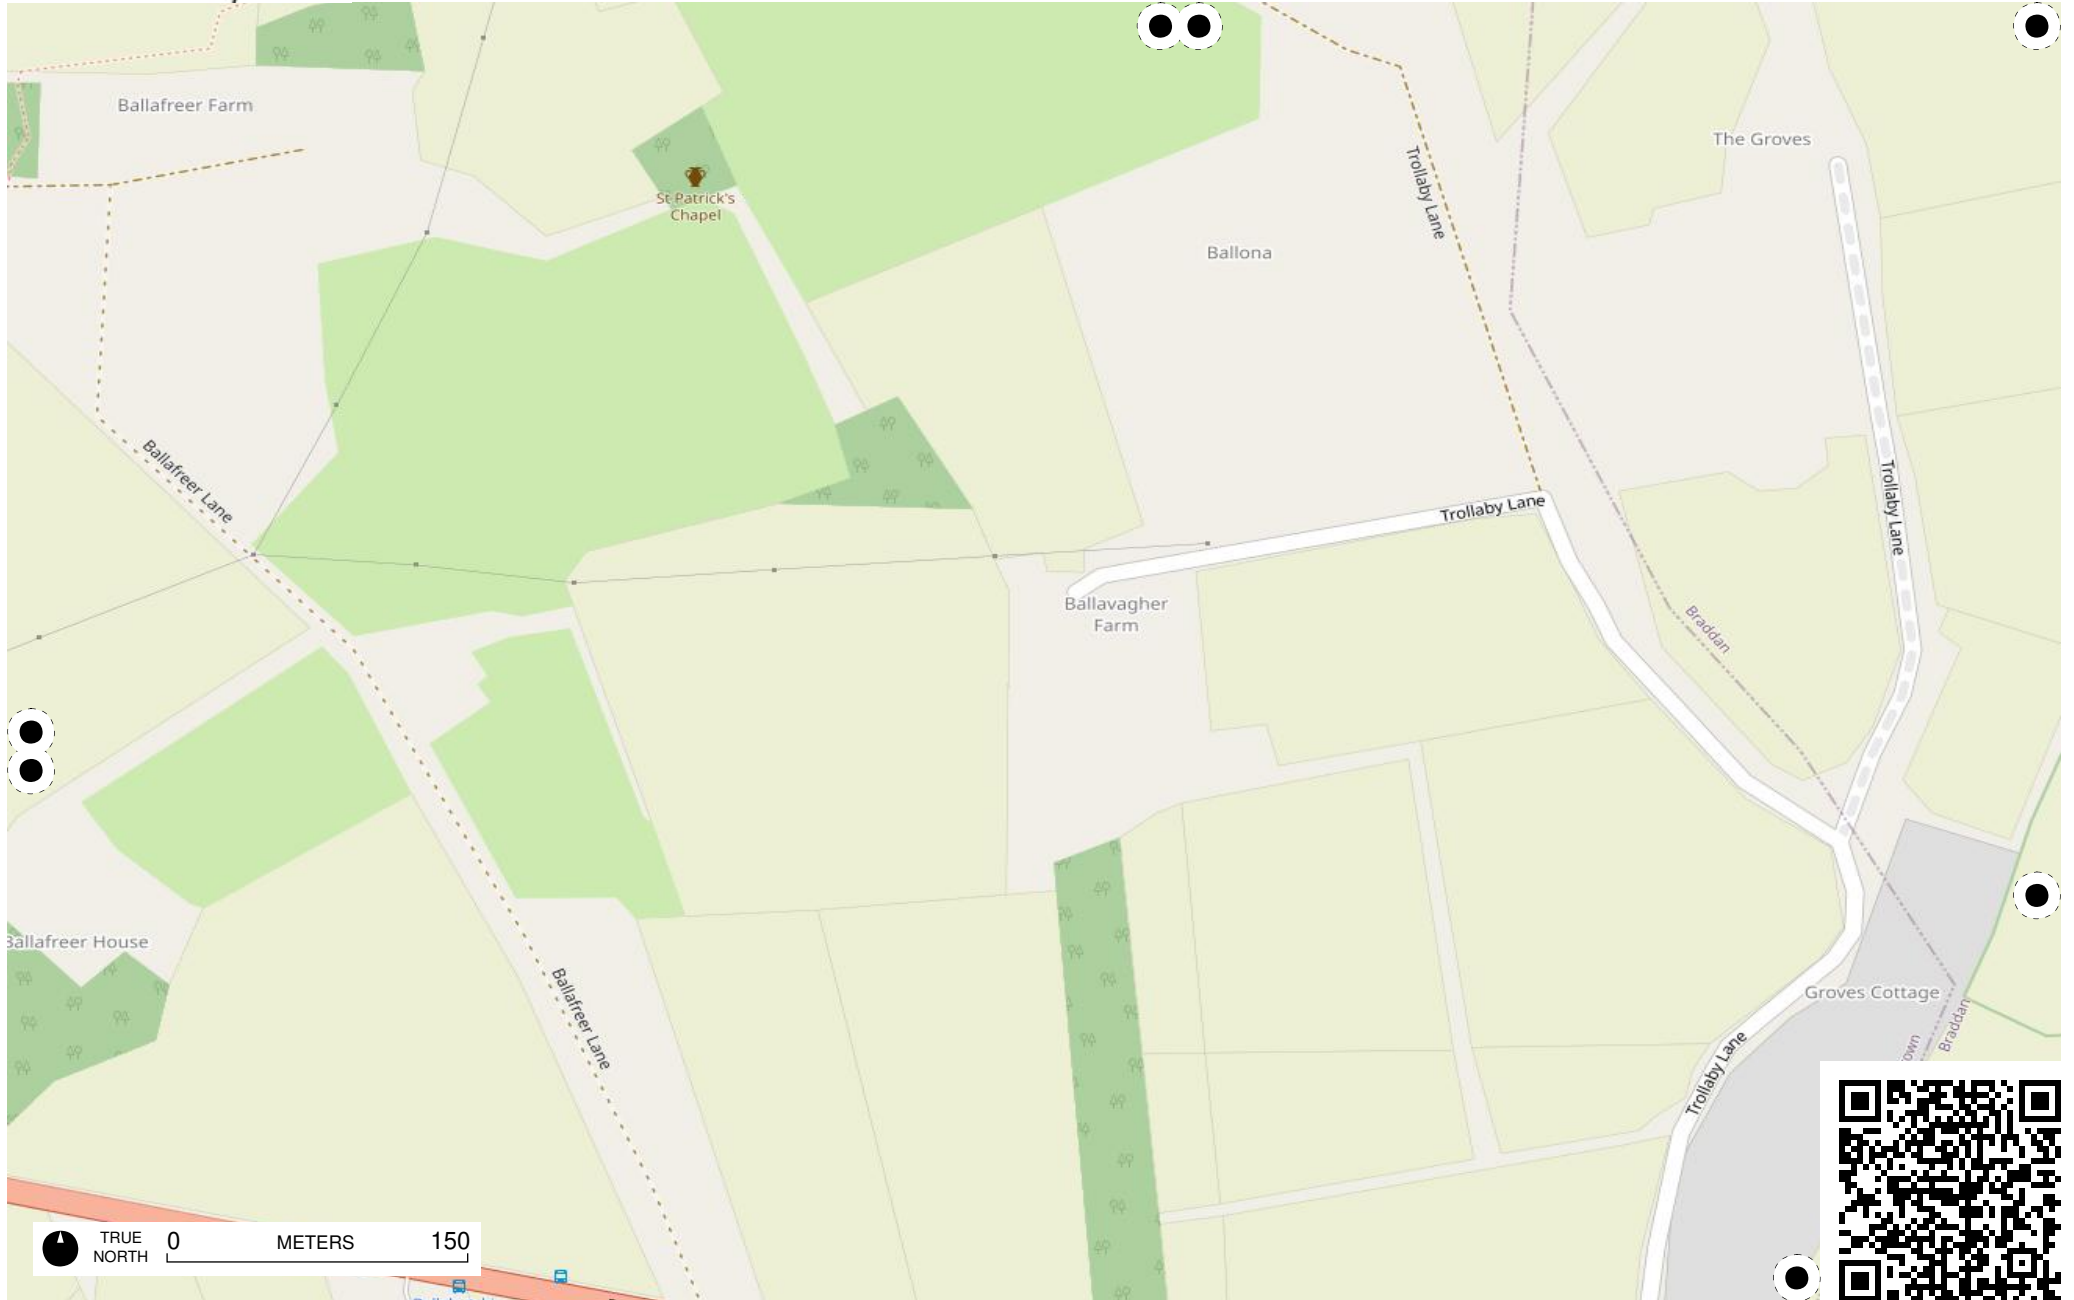 Ballafreer Farm
The Groves
Trollaby Lane
St Patrick's
Chapel
Ballona
Ballafreer Lane
Trollaby Lane
Trollaby Lane
Ballavagher
Farm
Braddan
Ballafreer House
Ballafreer Lane
Groves Cottage
Braddan
Trollaby Lane
TRUE
NORTH
0 METERS 150